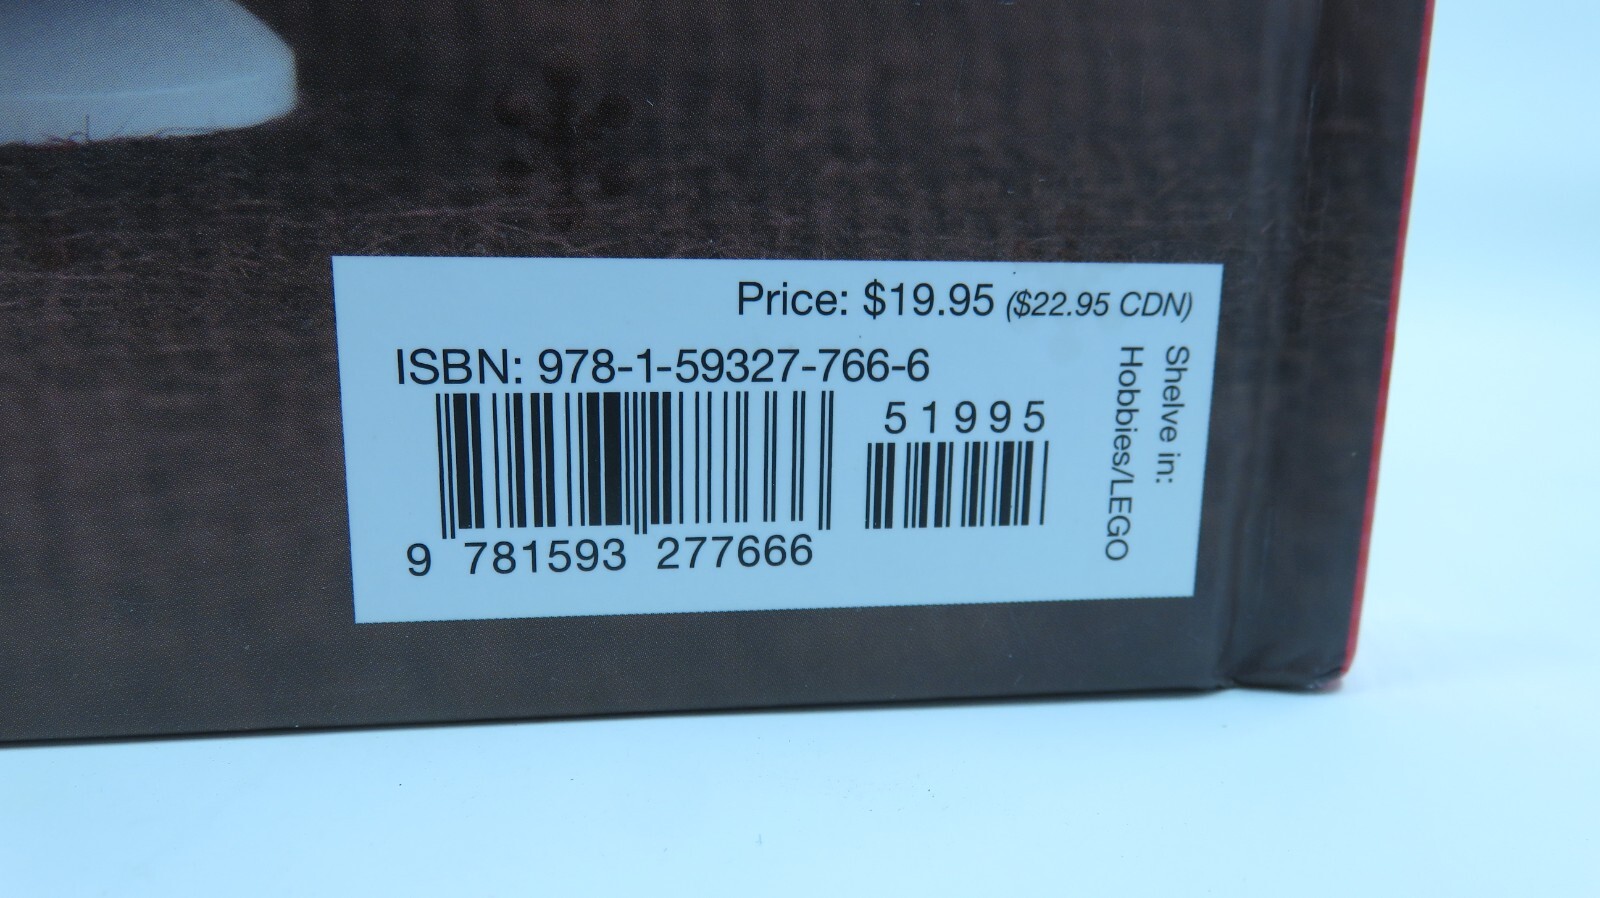 Price: $19.95 ($22.95 CDN)
ISBN: 978-1-59327-766-6
51995
9 781593 277666
Shelve in:
Hobbies/LEGO